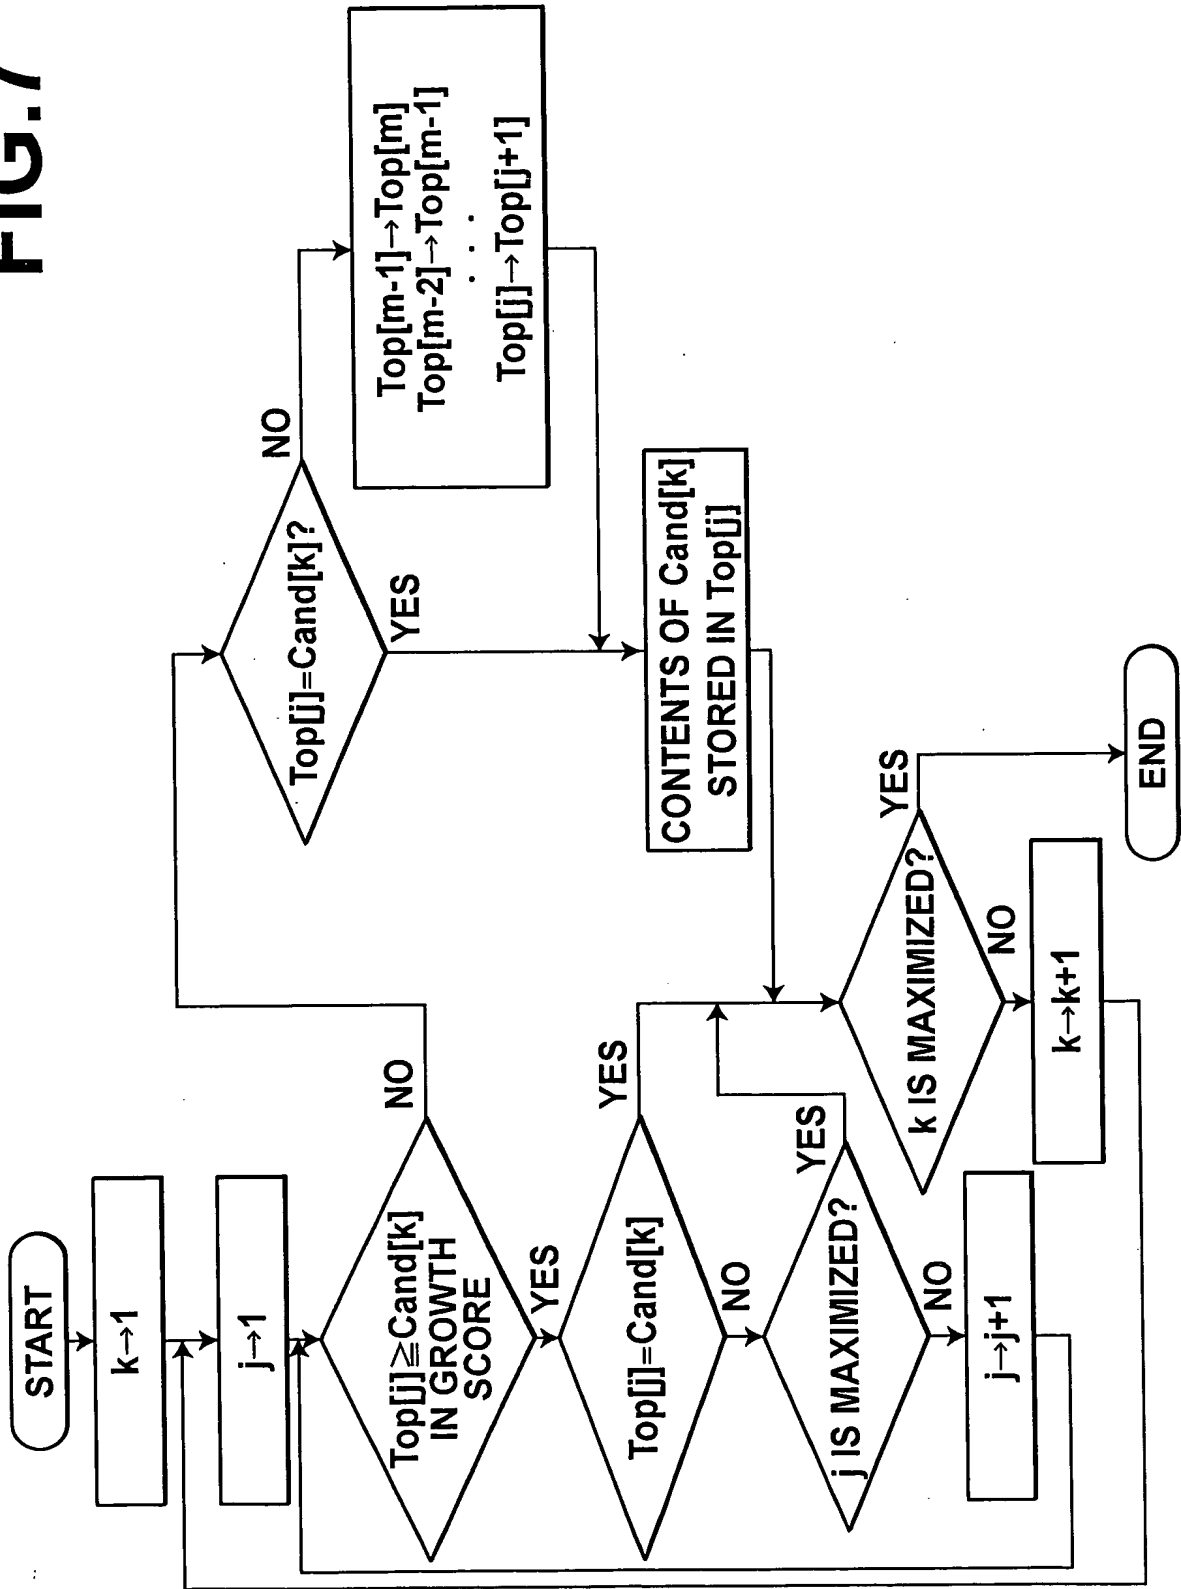 FIG.7
START
k→1
j→1
Top[j]≧Cand[k]
IN GROWTH
SCORE
NO
YES
Top[j]=Cand[k]
YES
NO
j IS MAXIMIZED?
YES
NO
j→j+1
Top[j]=Cand[k]?
NO
YES
Top[m-1]→Top[m]
Top[m-2]→Top[m-1]
. . .
Top[j]→Top[j+1]
CONTENTS OF Cand[k]
STORED IN Top[j]
k IS MAXIMIZED?
YES
NO
k→k+1
END